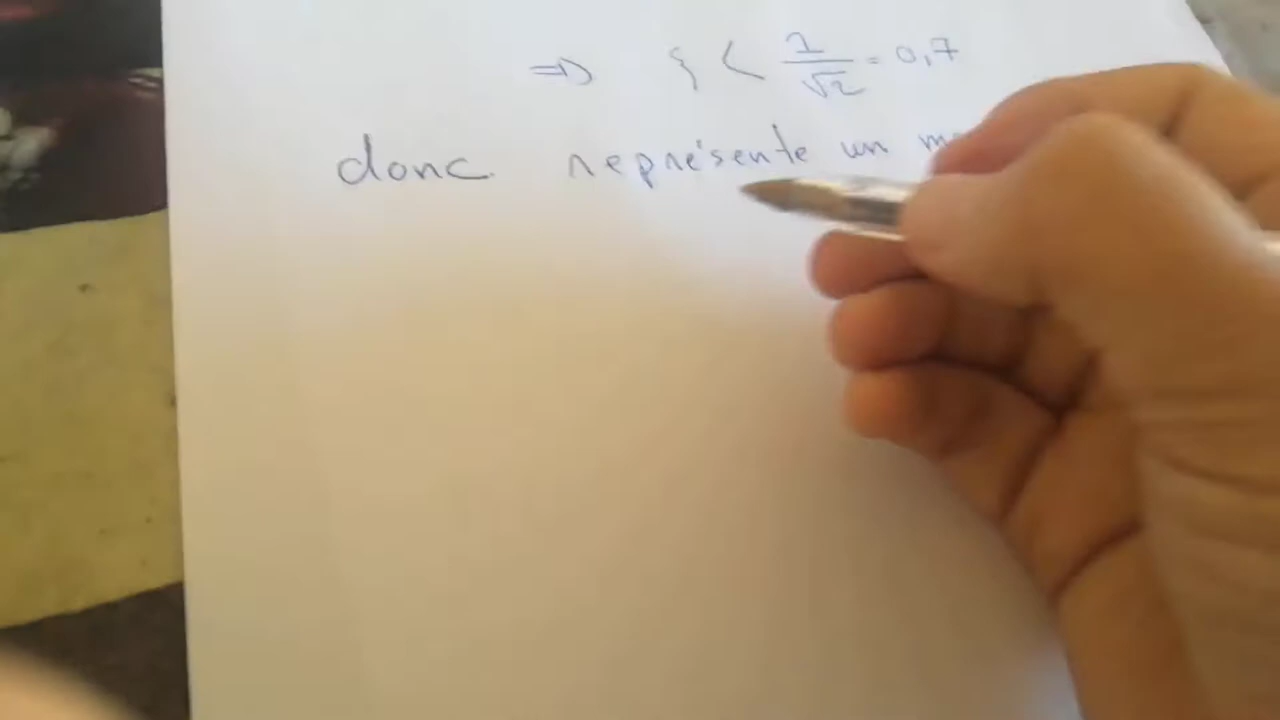 ⇒ ξ < 1/√2 = 0,7
donc représente un